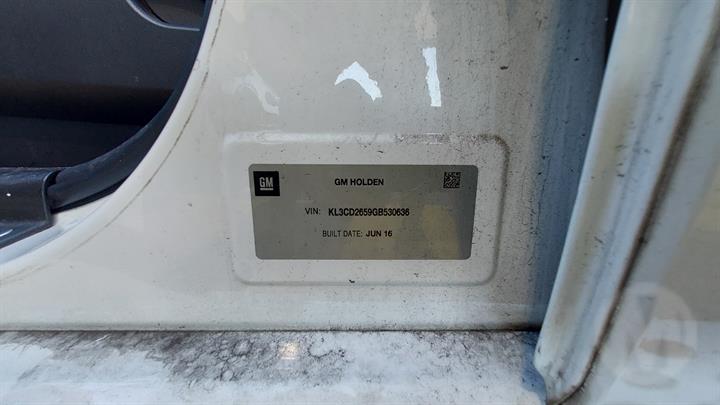 GM
GM HOLDEN
VIN: KL3CD2659GB530636
BUILT DATE: JUN 16